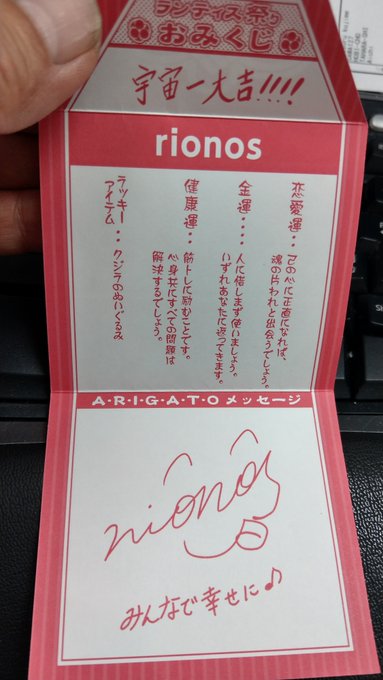 ランティス祭り
おみくじ
宇宙一大吉!!!!
rionos
恋愛運：己の心に正直になれば、
魂の片われと出会うでしょう。
金運：人に惜しまず使いましょう。
いずれあなたに返ってきます。
健康運：筋トレに励むことです。
心身共にすべての問題は
解決するでしょう。
ラッキー
アイテム：クジラのぬいぐるみ
A・R・I・G・A・T・O メッセージ
rionos
みんなで幸せに♪